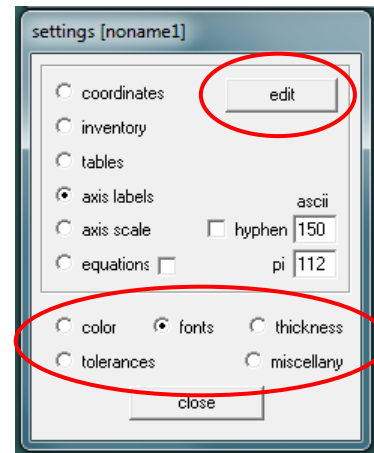 settings [noname1]
coordinates edit
inventory
tables
axis labels ascii
axis scale hyphen 150
equations pi 112
color fonts thickness
tolerances miscellany
close